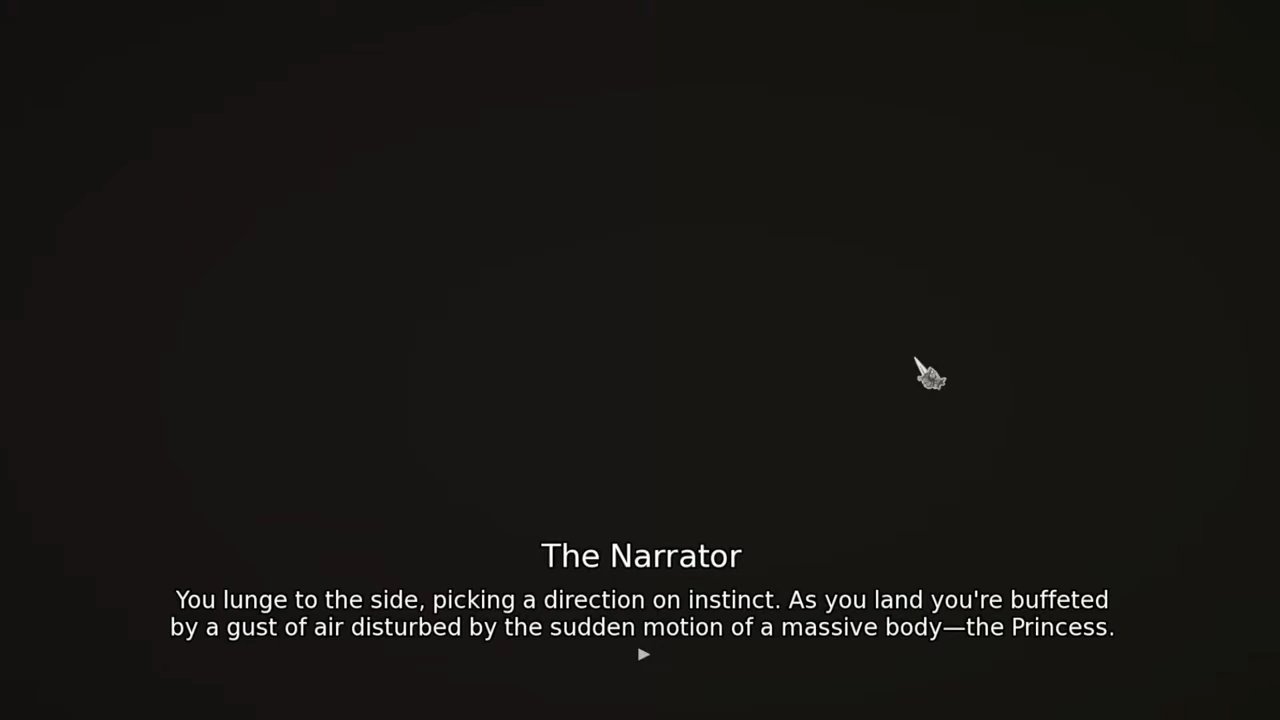 The Narrator
You lunge to the side, picking a direction on instinct. As you land you're buffeted
by a gust of air disturbed by the sudden motion of a massive body—the Princess.